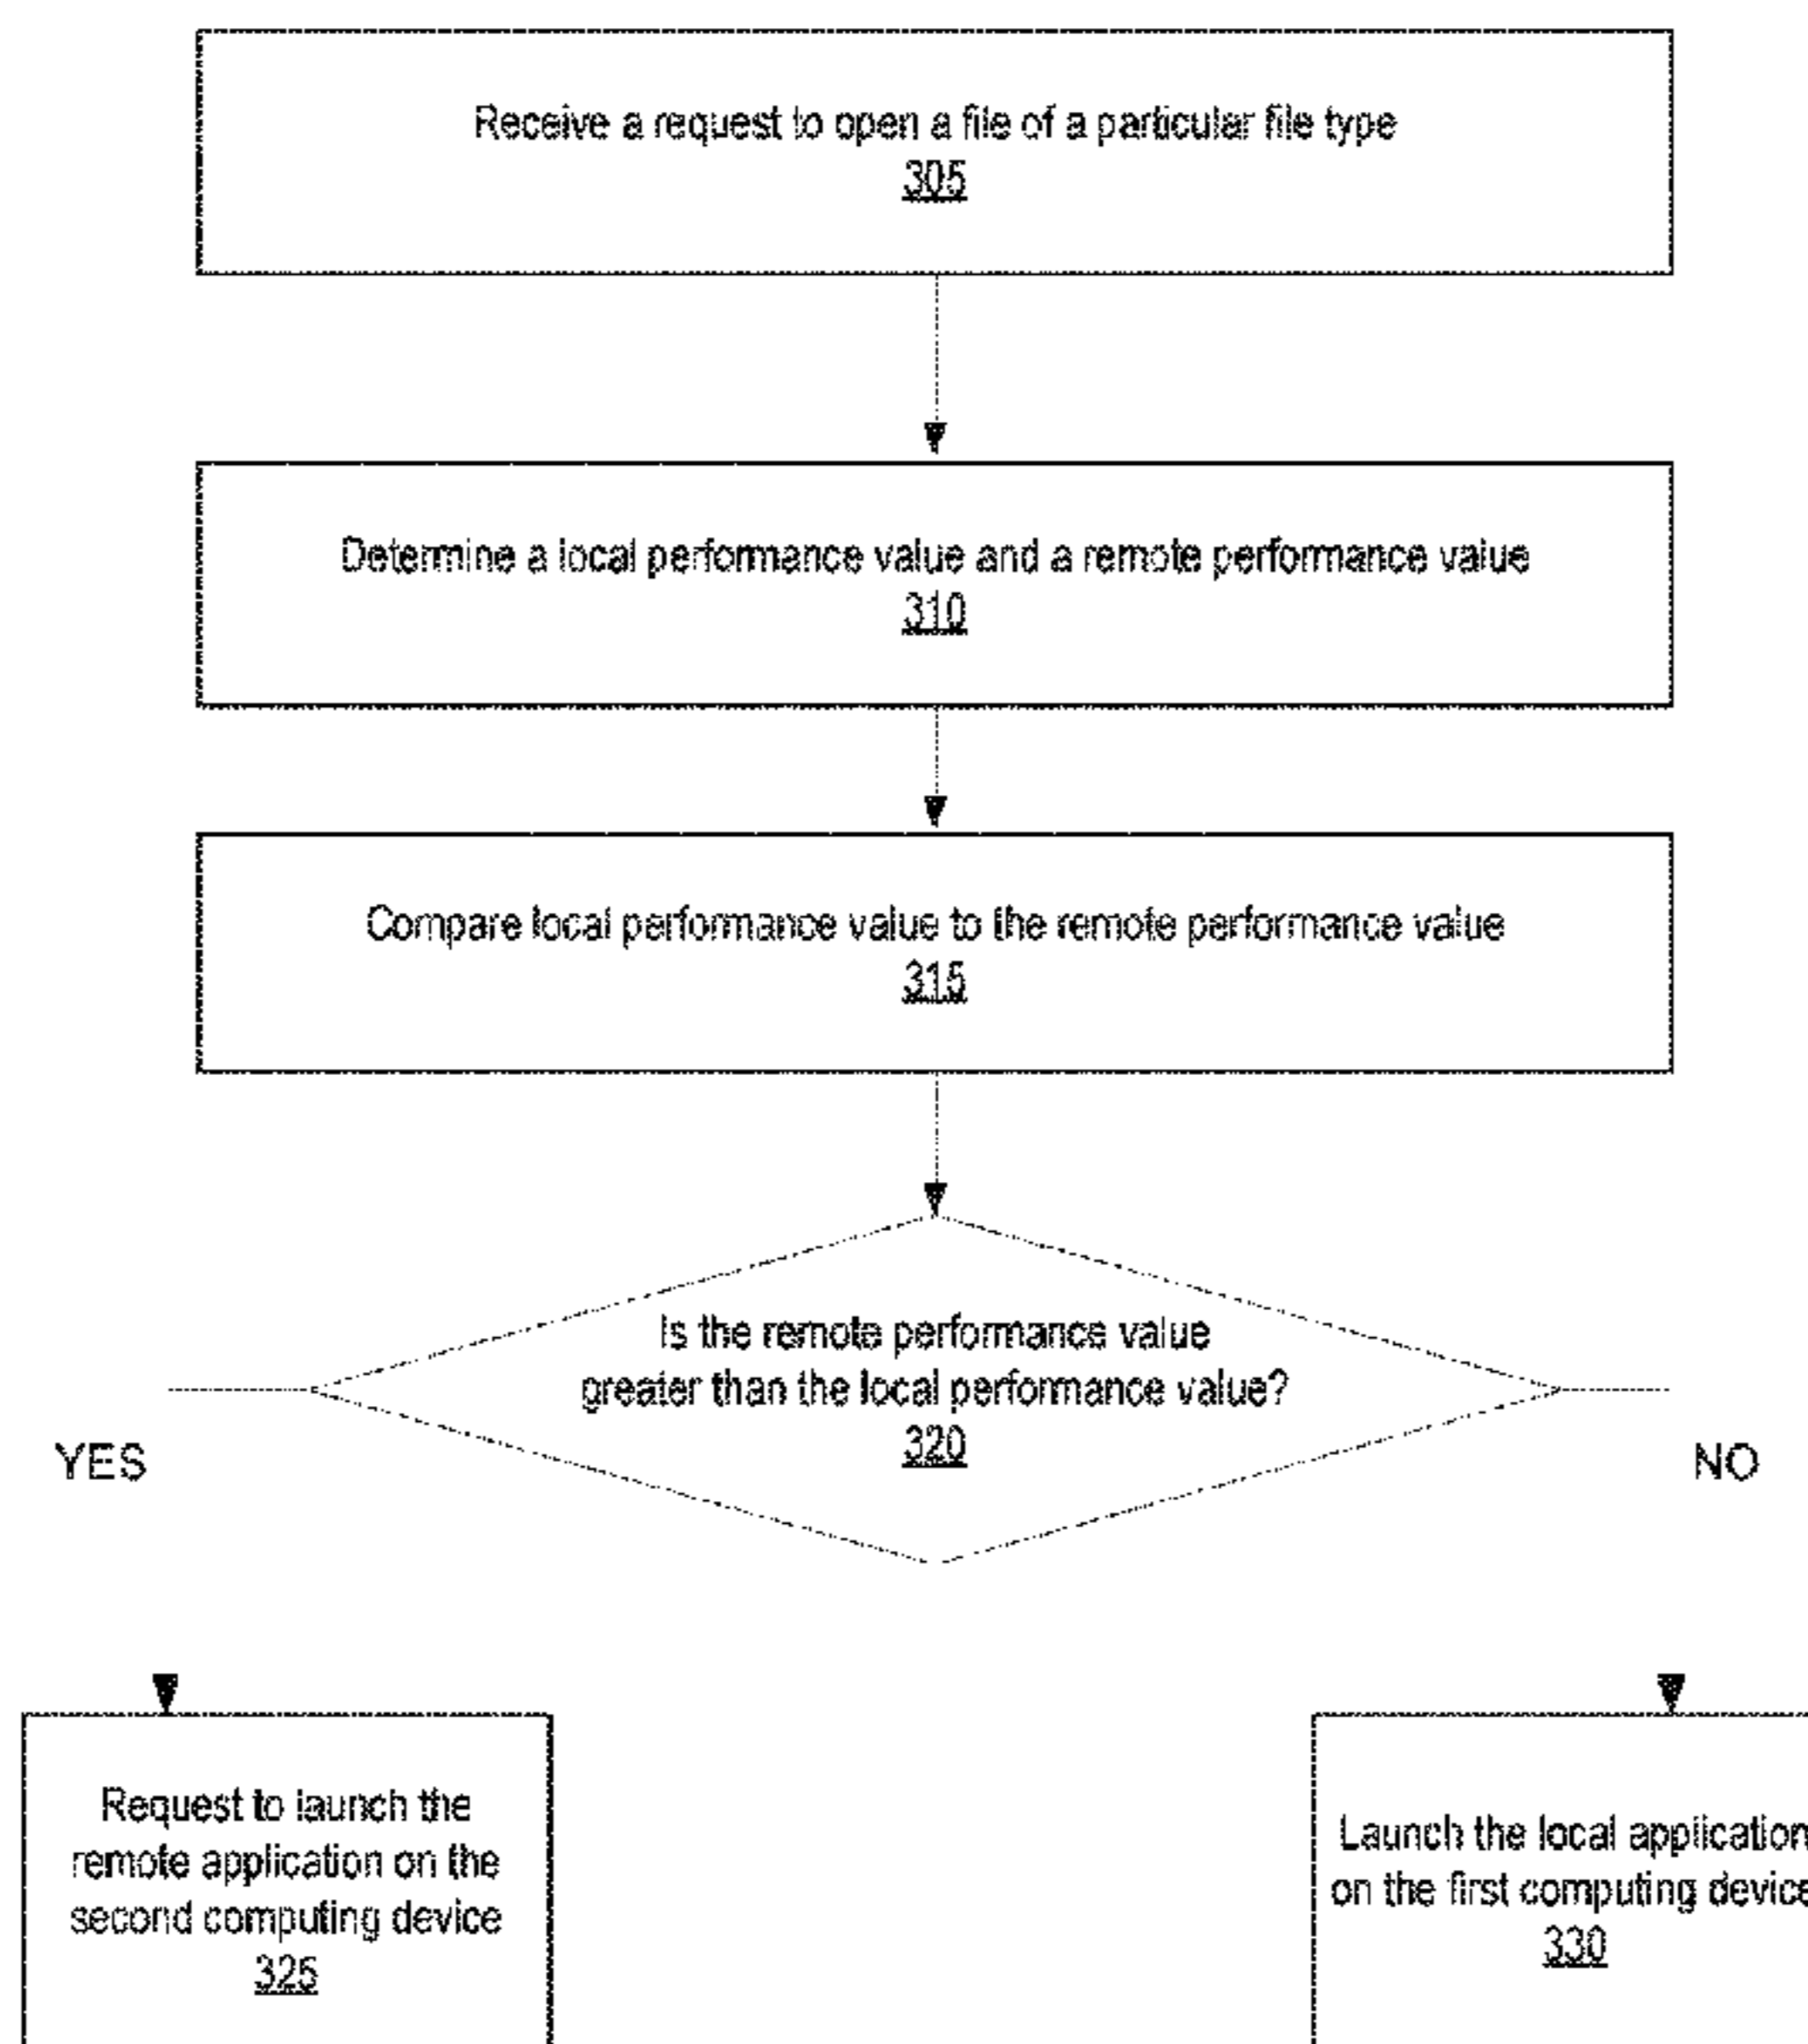 Receive a request to open a file of a particular file type
305
Determine a local performance value and a remote performance value
310
Compare local performance value to the remote performance value
315
Is the remote performance value
greater than the local performance value?
320
YES
NO
Request to launch the
remote application on the
second computing device
325
Launch the local application
on the first computing device
330